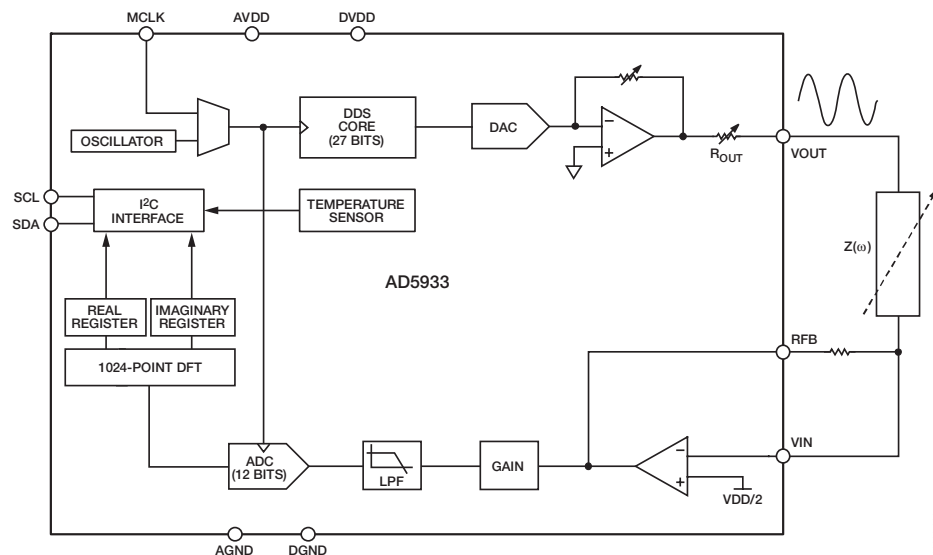 MCLK
AVDD
DVDD
DDS
CORE
(27 BITS)
DAC
OSCILLATOR
ROUT
VOUT
SCL
SDA
I2C
INTERFACE
TEMPERATURE
SENSOR
Z(ω)
AD5933
REAL
REGISTER
IMAGINARY
REGISTER
1024-POINT DFT
RFB
VIN
ADC
(12 BITS)
LPF
GAIN
VDD/2
AGND
DGND